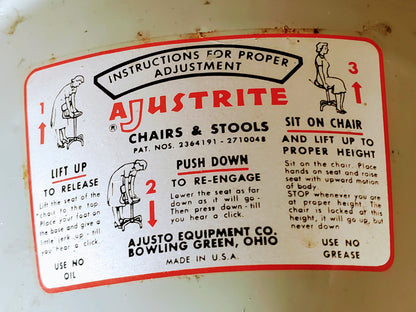 INSTRUCTIONS FOR PROPER
ADJUSTMENT
AJUSTRITE
®
CHAIRS & STOOLS
PAT. NOS. 2364191 - 2710048
1
LIFT UP
TO RELEASE
Lift the seat of the
chair to the top.
Place your foot on
the base and give a
little jerk up - till
you hear a click.
USE NO
OIL
2
PUSH DOWN
TO RE-ENGAGE
Lower the seat as far
down as it will go -
Then press down - till
you hear a click.
AJUSTO EQUIPMENT CO.
BOWLING GREEN, OHIO
MADE IN U.S.A.
3
SIT ON CHAIR
AND LIFT UP TO
PROPER HEIGHT
Sit on the chair. Place
hands on seat and raise
seat with upward motion
of body.
STOP whenever you are
at proper height. The
chair is locked at this
height, it will go up, but
never down
USE NO
GREASE